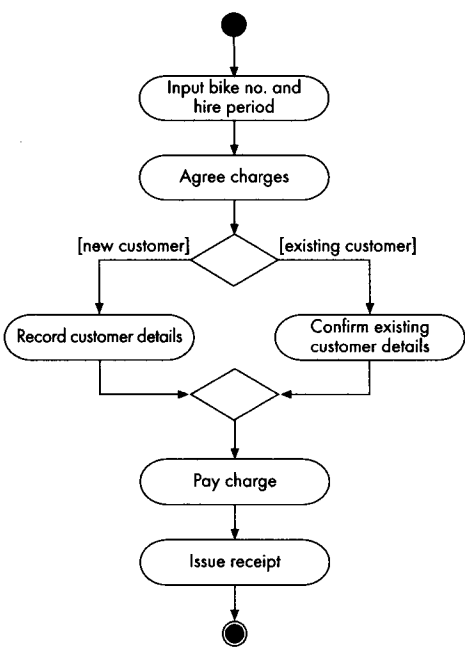 Input bike no. and
hire period
Agree charges
[new customer]
[existing customer]
Record customer details
Confirm existing
customer details
Pay charge
Issue receipt